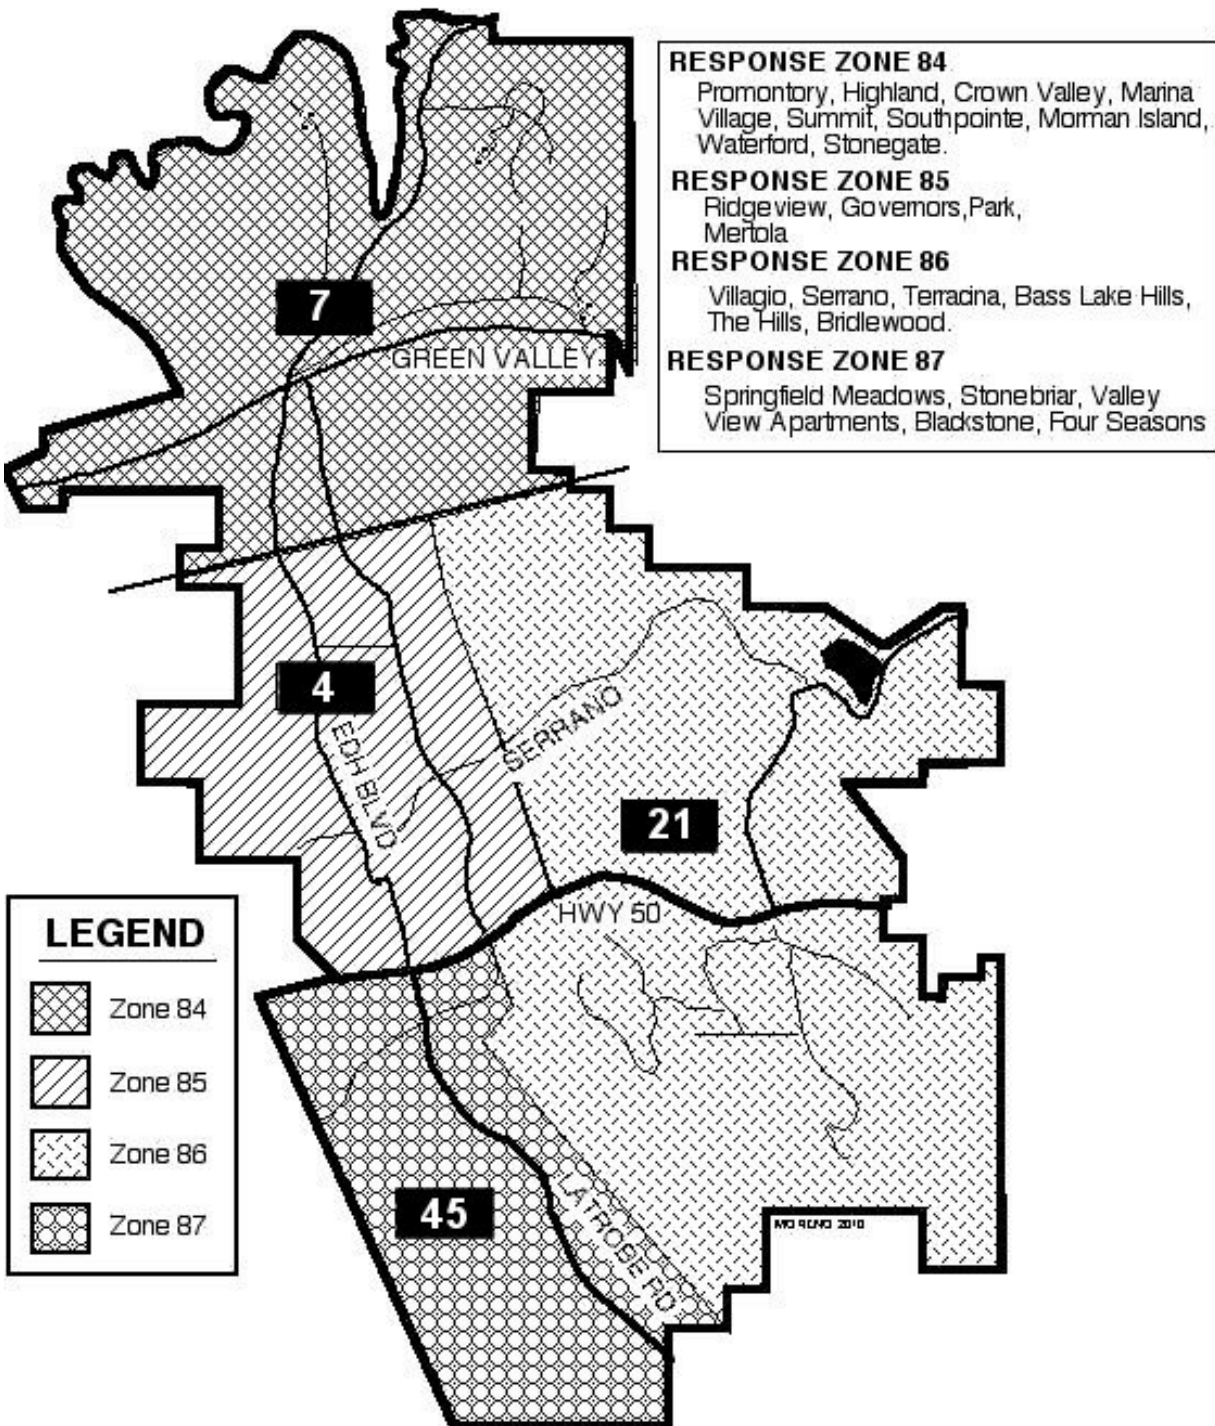 RESPONSE ZONE 84
Promontory, Highland, Crown Valley, Marina
Village, Summit, Southpointe, Morman Island,
Waterford, Stonegate.
RESPONSE ZONE 85
Ridgeview, Governors,Park,
Mertola
RESPONSE ZONE 86
Villagio, Serrano, Terracina, Bass Lake Hills,
The Hills, Bridlewood.
RESPONSE ZONE 87
Springfield Meadows, Stonebriar, Valley
View Apartments, Blackstone, Four Seasons
7
GREEN VALLEY
4
EDH BLVD
SERRANO
21
HWY 50
LEGEND
Zone 84
Zone 85
Zone 86
Zone 87
45
LATROBE RD
MORENO 2010